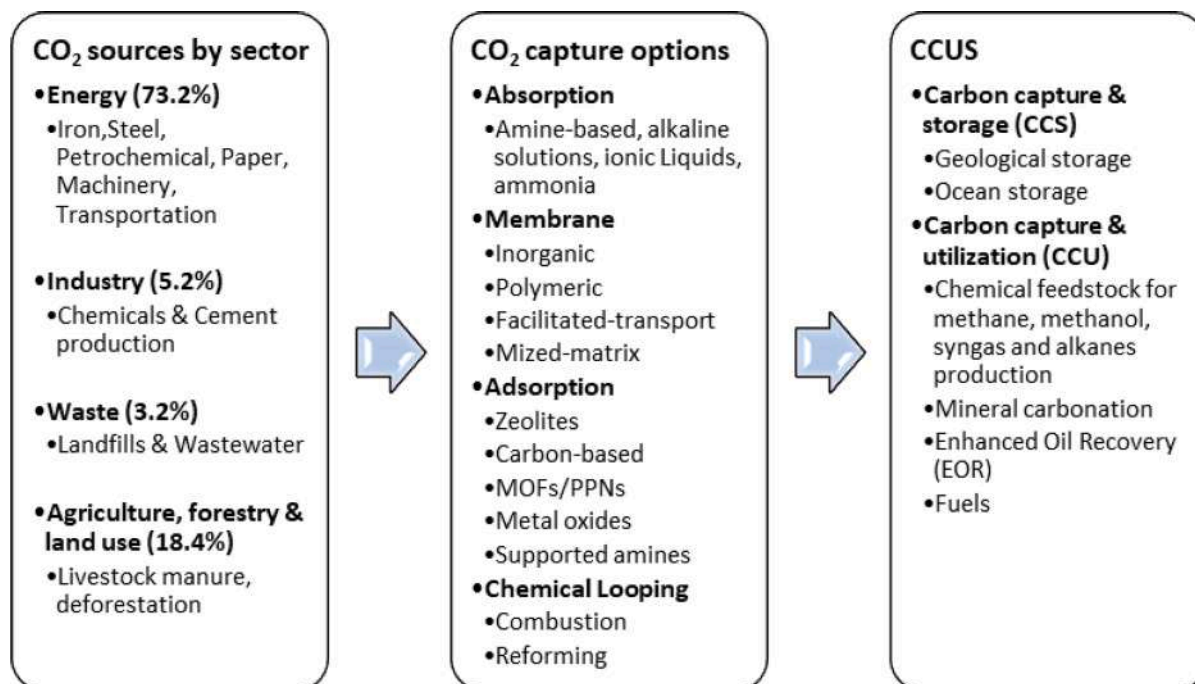 CO₂ sources by sector
•Energy (73.2%)
•Iron,Steel,
Petrochemical, Paper,
Machinery,
Transportation
•Industry (5.2%)
•Chemicals & Cement
production
•Waste (3.2%)
•Landfills & Wastewater
•Agriculture, forestry &
land use (18.4%)
•Livestock manure,
deforestation
CO₂ capture options
•Absorption
•Amine-based, alkaline
solutions, ionic Liquids,
ammonia
•Membrane
•Inorganic
•Polymeric
•Facilitated-transport
•Mized-matrix
•Adsorption
•Zeolites
•Carbon-based
•MOFs/PPNs
•Metal oxides
•Supported amines
•Chemical Looping
•Combustion
•Reforming
CCUS
•Carbon capture &
storage (CCS)
•Geological storage
•Ocean storage
•Carbon capture &
utilization (CCU)
•Chemical feedstock for
methane, methanol,
syngas and alkanes
production
•Mineral carbonation
•Enhanced Oil Recovery
(EOR)
•Fuels